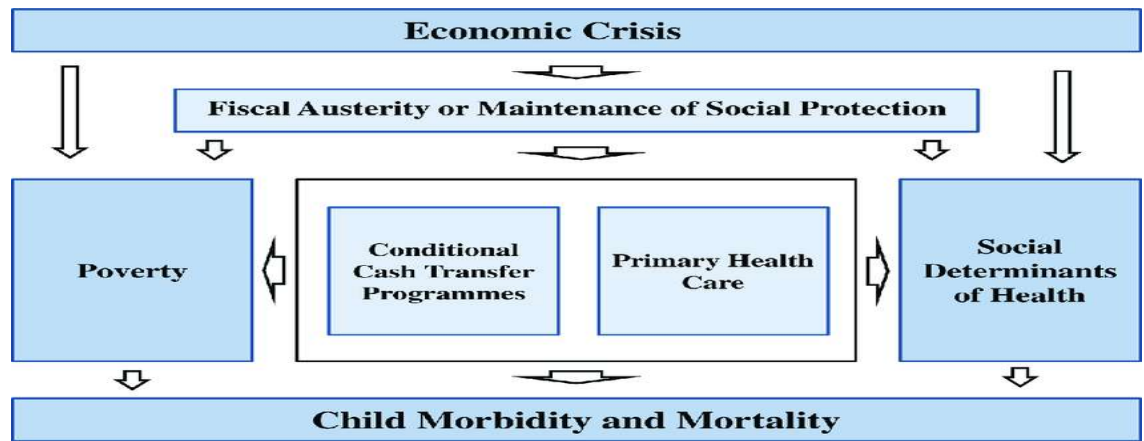 Economic Crisis
Fiscal Austerity or Maintenance of Social Protection
Poverty
Conditional
Cash Transfer
Programmes
Primary Health
Care
Social
Determinants
of Health
Child Morbidity and Mortality